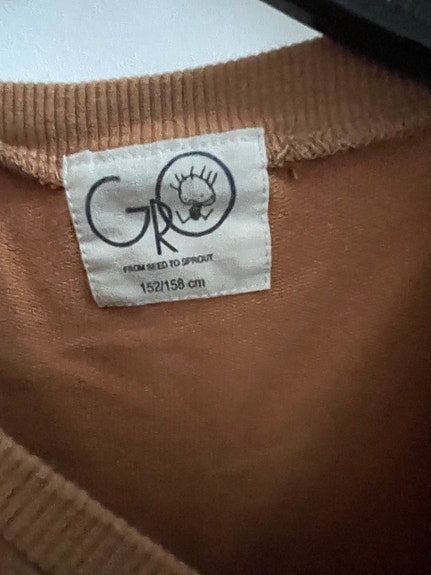 GRO
FROM SEED TO SPROUT
152/158 cm